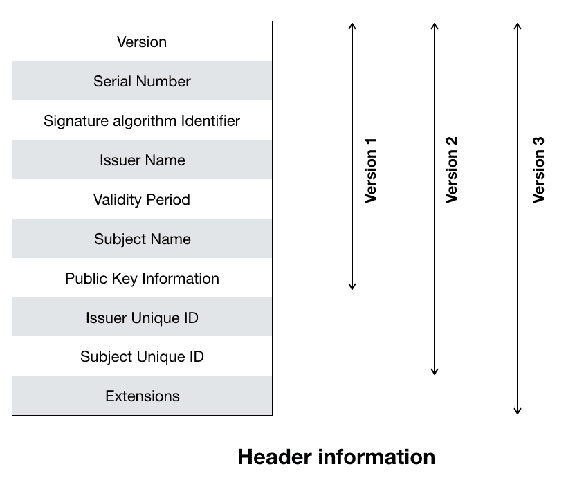 Version
Serial Number
Signature algorithm Identifier
Issuer Name
Validity Period
Subject Name
Public Key Information
Issuer Unique ID
Subject Unique ID
Extensions
Version 1
Version 2
Version 3
Header information